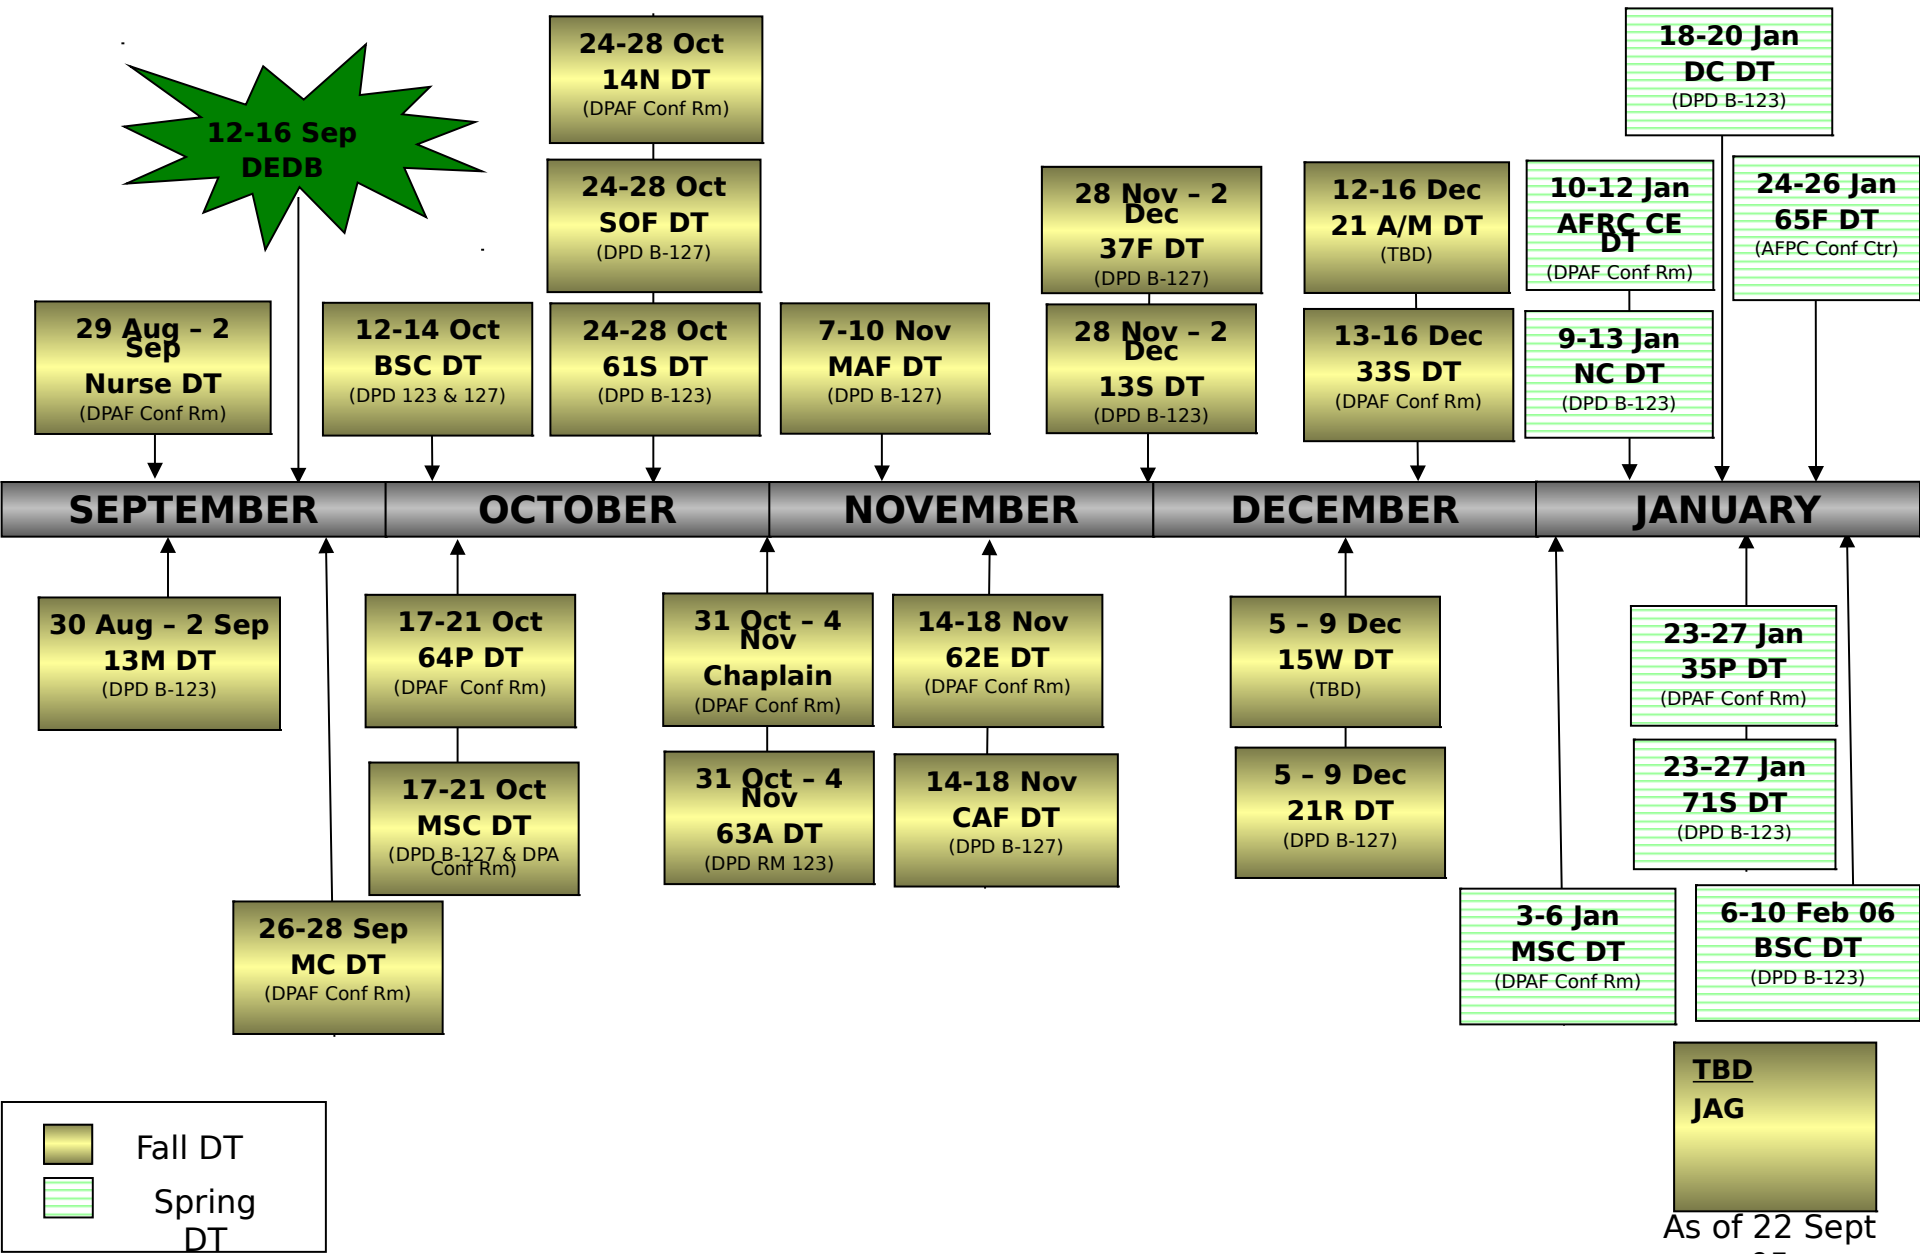 12-16 Sep
DEDB
24-28 Oct
14N DT
(DPAF Conf Rm)
24-28 Oct
SOF DT
(DPD B-127)
18-20 Jan
DC DT
(DPD B-123)
28 Nov – 2
Dec
37F DT
(DPD B-127)
12-16 Dec
21 A/M DT
(TBD)
10-12 Jan
AFRC CE
DT
(DPAF Conf Rm)
24-26 Jan
65F DT
(AFPC Conf Ctr)
29 Aug – 2
Sep
Nurse DT
(DPAF Conf Rm)
12-14 Oct
BSC DT
(DPD 123 & 127)
24-28 Oct
61S DT
(DPD B-123)
7-10 Nov
MAF DT
(DPD B-127)
28 Nov – 2
Dec
13S DT
(DPD B-123)
13-16 Dec
33S DT
(DPAF Conf Rm)
9-13 Jan
NC DT
(DPD B-123)
SEPTEMBER
OCTOBER
NOVEMBER
DECEMBER
JANUARY
30 Aug – 2 Sep
13M DT
(DPD B-123)
17-21 Oct
64P DT
(DPAF  Conf Rm)
31 Oct – 4
Nov
Chaplain
(DPAF Conf Rm)
14-18 Nov
62E DT
(DPAF Conf Rm)
5 – 9 Dec
15W DT
(TBD)
23-27 Jan
35P DT
(DPAF Conf Rm)
17-21 Oct
MSC DT
(DPD B-127 & DPA
Conf Rm)
31 Oct – 4
Nov
63A DT
(DPD RM 123)
14-18 Nov
CAF DT
(DPD B-127)
5 – 9 Dec
21R DT
(DPD B-127)
23–27 Jan
71S DT
(DPD B-123)
26-28 Sep
MC DT
(DPAF Conf Rm)
3-6 Jan
MSC DT
(DPAF Conf Rm)
6-10 Feb 06
BSC DT
(DPD B-123)
TBD
JAG
Fall DT
Spring
DT
As of 22 Sept